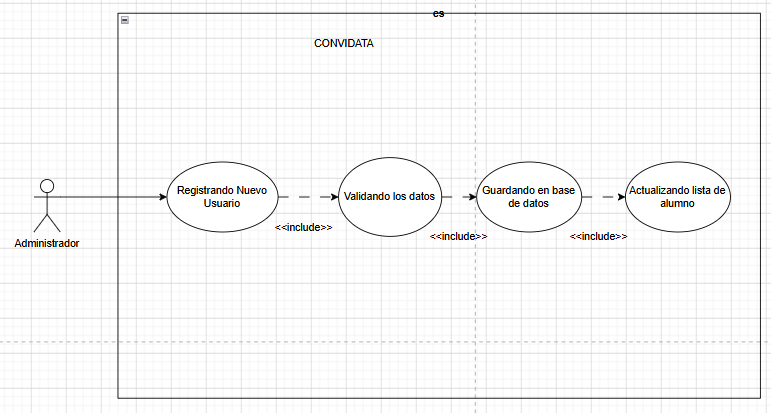 es
CONVIDATA
Registrando Nuevo
Usuario
Validando los datos
Guardando en base
de datos
Actualizando lista de
alumno
<<include>>
<<include>>
<<include>>
Administrador